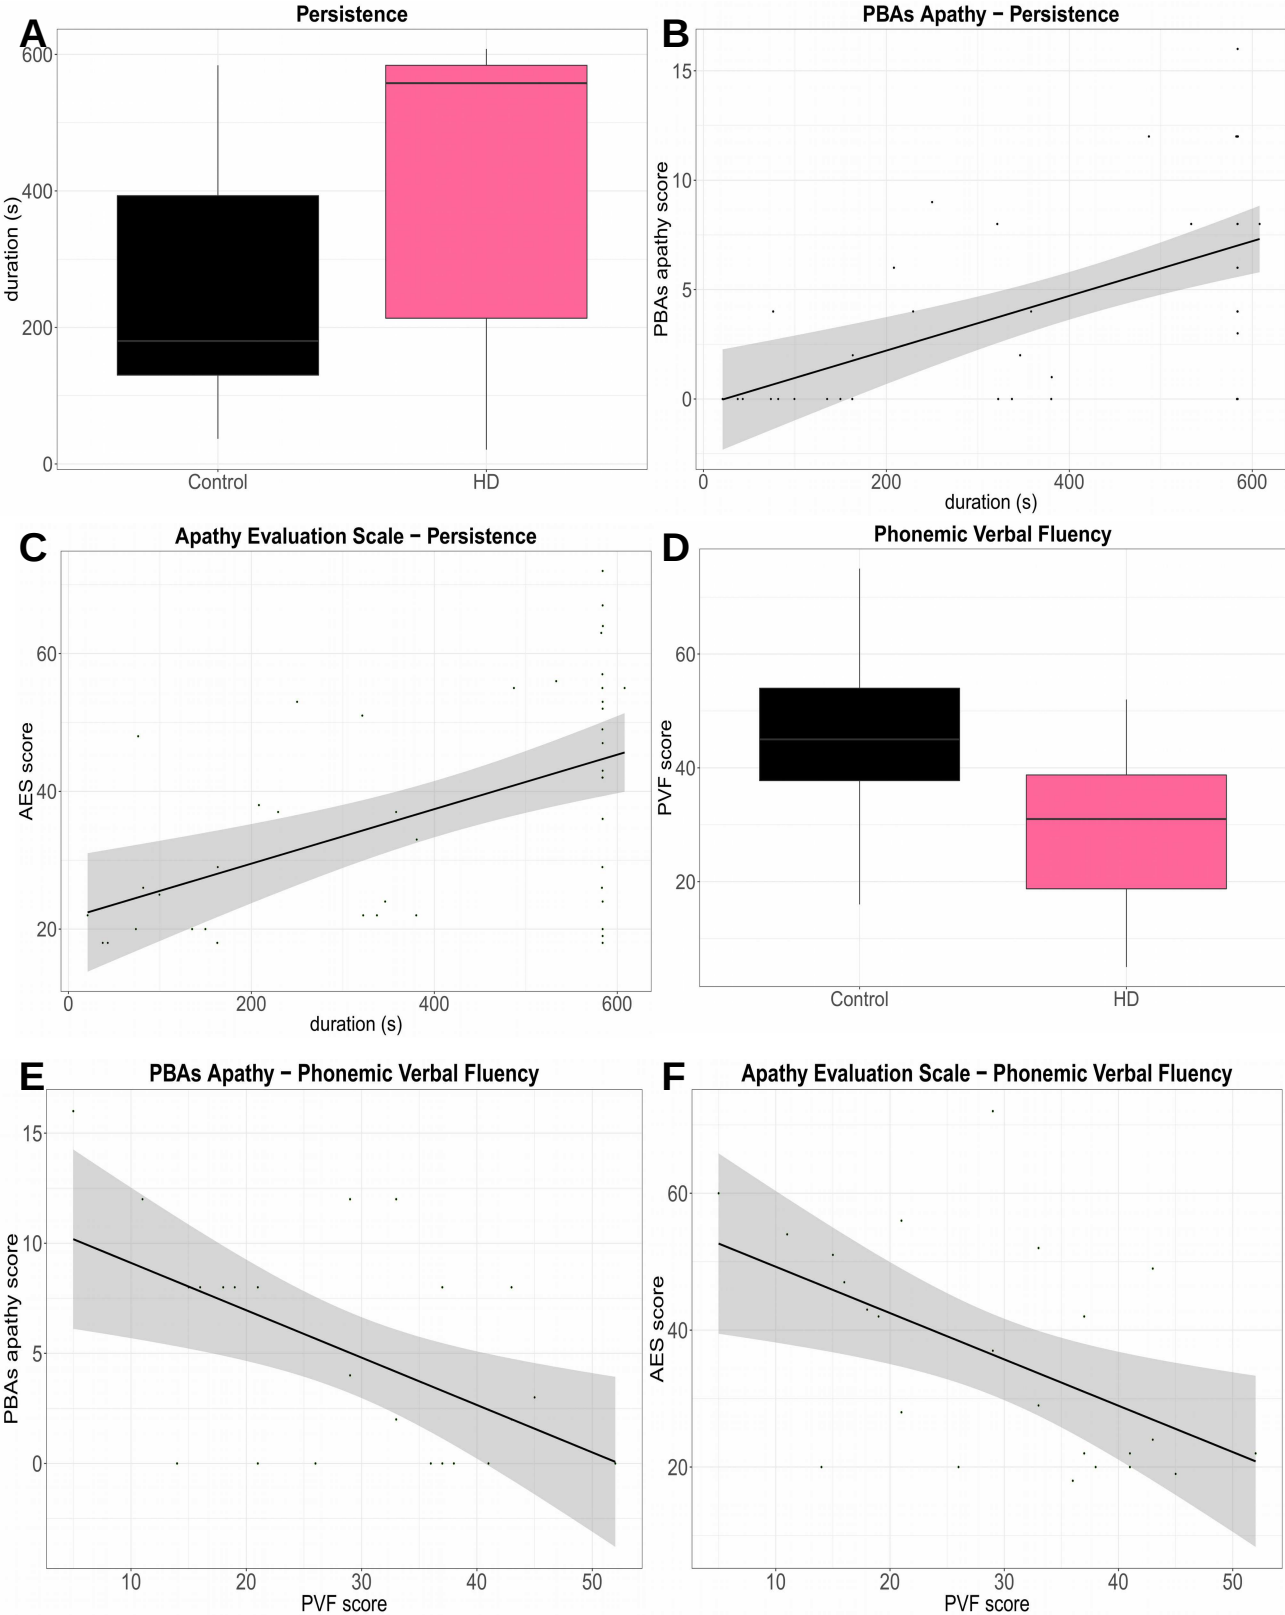 A
Persistence
duration (s)
600
400
200
0
Control HD
B
PBAs Apathy − Persistence
PBAs apathy score
15
10
5
0
0 200 400 600
duration (s)
C
Apathy Evaluation Scale − Persistence
AES score
60
40
20
0 200 400 600
duration (s)
D
Phonemic Verbal Fluency
PVF score
60
40
20
Control HD
E
PBAs Apathy − Phonemic Verbal Fluency
PBAs apathy score
15
10
5
0
10 20 30 40 50
PVF score
F
Apathy Evaluation Scale − Phonemic Verbal Fluency
AES score
60
40
20
10 20 30 40 50
PVF score